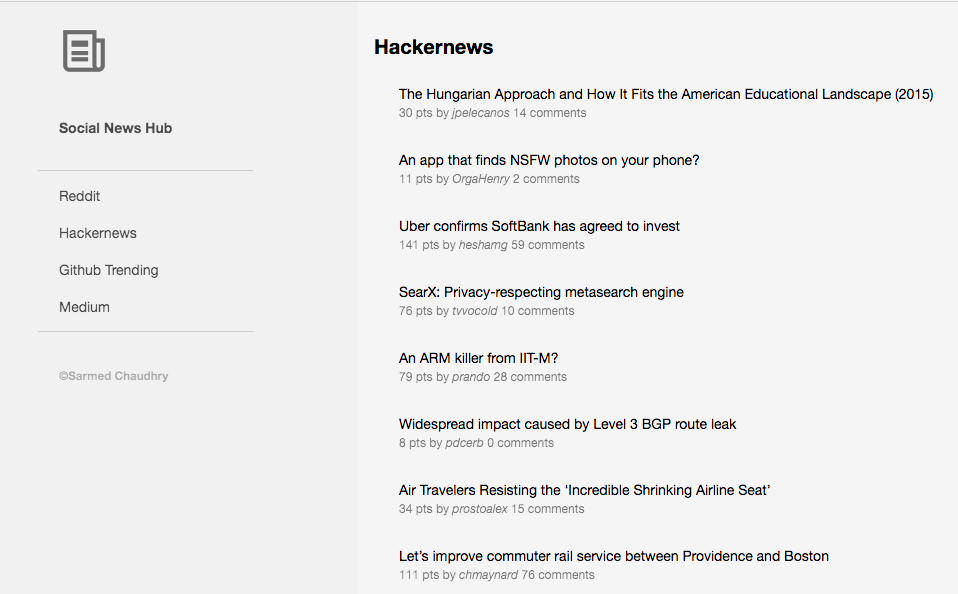 Social News Hub
Reddit
Hackernews
Github Trending
Medium
©Sarmed Chaudhry
Hackernews
The Hungarian Approach and How It Fits the American Educational Landscape (2015)
30 pts by jpelecanos 14 comments
An app that finds NSFW photos on your phone?
11 pts by OrgaHenry 2 comments
Uber confirms SoftBank has agreed to invest
141 pts by heshamg 59 comments
SearX: Privacy-respecting metasearch engine
76 pts by tvvocold 10 comments
An ARM killer from IIT-M?
79 pts by prando 28 comments
Widespread impact caused by Level 3 BGP route leak
8 pts by pdcerb 0 comments
Air Travelers Resisting the ‘Incredible Shrinking Airline Seat’
34 pts by prostoalex 15 comments
Let’s improve commuter rail service between Providence and Boston
111 pts by chmaynard 76 comments